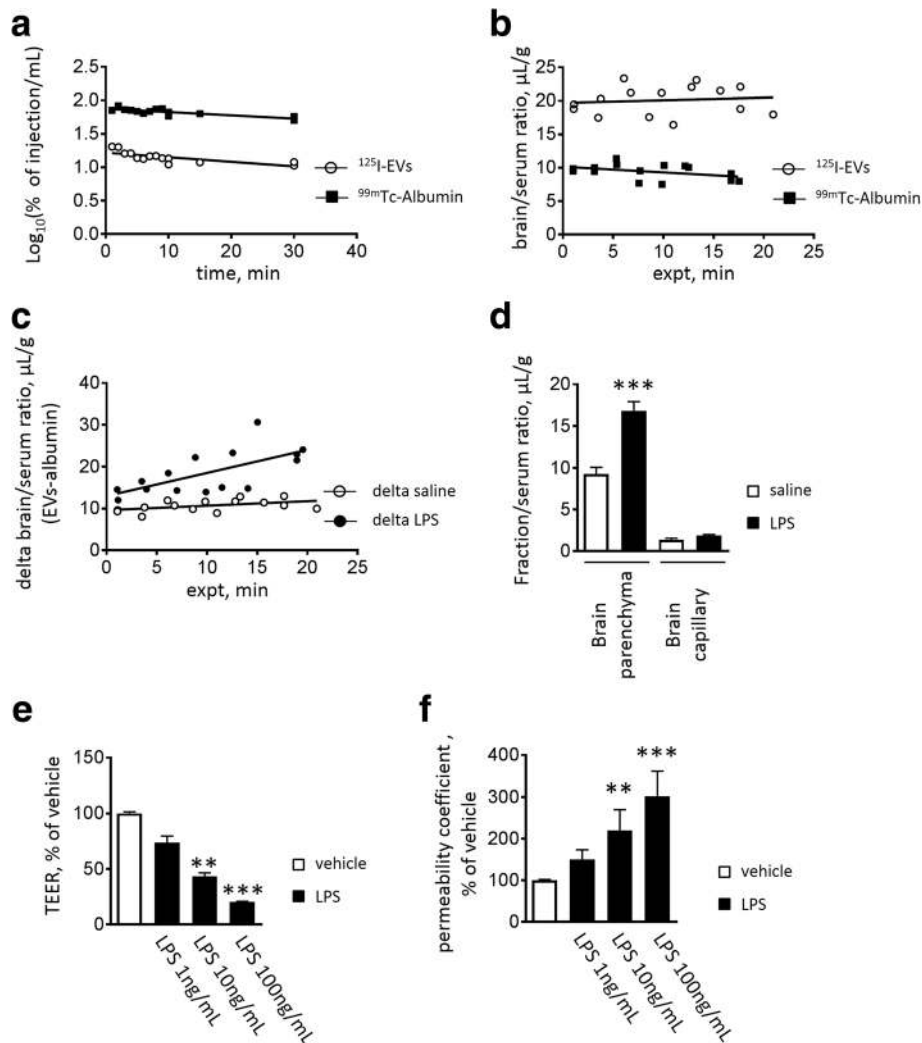 a
Log₁₀(% of injection/mL)
2.5
2.0
1.5
1.0
0.5
0.0
0
10
20
30
40
time, min
¹²⁵I-EVs
⁹⁹ᵐTc-Albumin
b
brain/serum ratio, µL/g
25
20
15
10
5
0
0
5
10
15
20
25
expt, min
¹²⁵I-EVs
⁹⁹ᵐTc-Albumin
c
delta brain/serum ratio, µL/g
(EVs-albumin)
40
30
20
10
0
0
5
10
15
20
25
expt, min
delta saline
delta LPS
d
Fraction/serum ratio, µL/g
20
15
10
5
0
***
Brain
parenchyma
Brain
capillary
saline
LPS
e
TEER, % of vehicle
150
100
50
0
**
***
LPS 1ng/mL
LPS 10ng/mL
LPS 100ng/mL
vehicle
LPS
f
permeability coefficient ,
% of vehicle
400
300
200
100
0
**
***
LPS 1ng/mL
LPS 10ng/mL
LPS 100ng/mL
vehicle
LPS